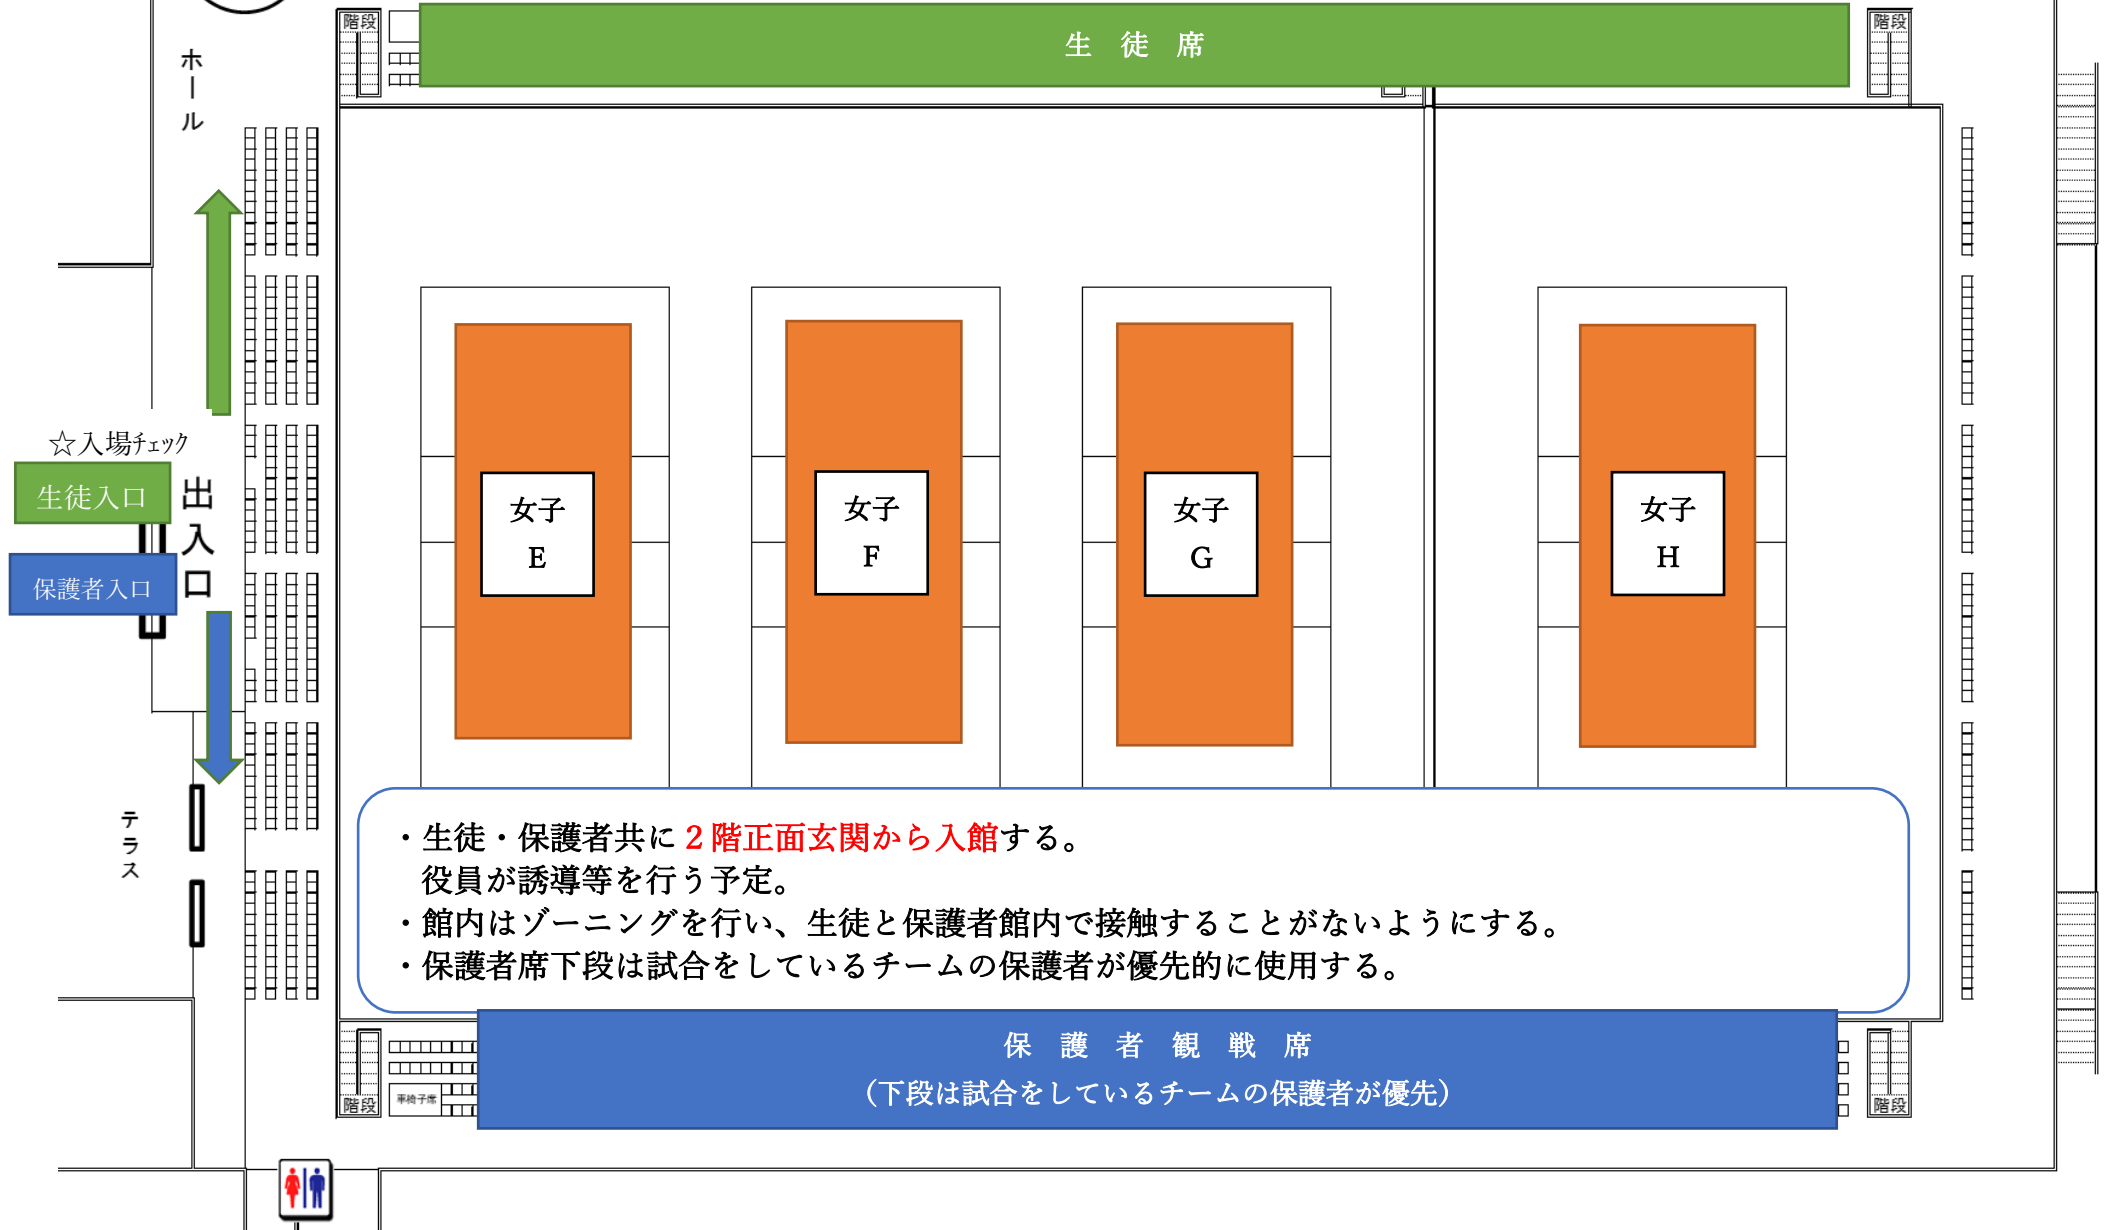 階段
生 徒 席
階段
ホール
☆入場ﾁｪｯｸ
生徒入口
出入口
保護者入口
女子
E
女子
F
女子
G
女子
H
テラス
・生徒・保護者共に２階正面玄関から入館する。
役員が誘導等を行う予定。
・館内はゾーニングを行い、生徒と保護者館内で接触することがないようにする。
・保護者席下段は試合をしているチームの保護者が優先的に使用する。
保 護 者 観 戦 席
（下段は試合をしているチームの保護者が優先）
階段
車椅子席
階段